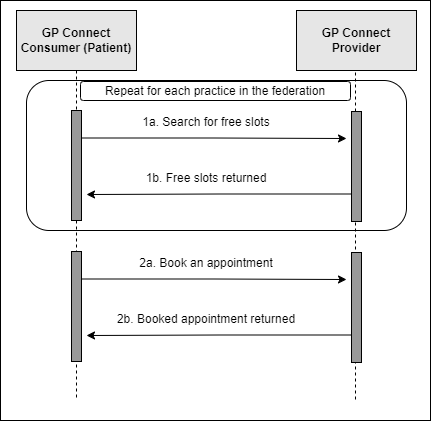 GP Connect
Consumer (Patient)
GP Connect
Provider
Repeat for each practice in the federation
1a. Search for free slots
1b. Free slots returned
2a. Book an appointment
2b. Booked appointment returned